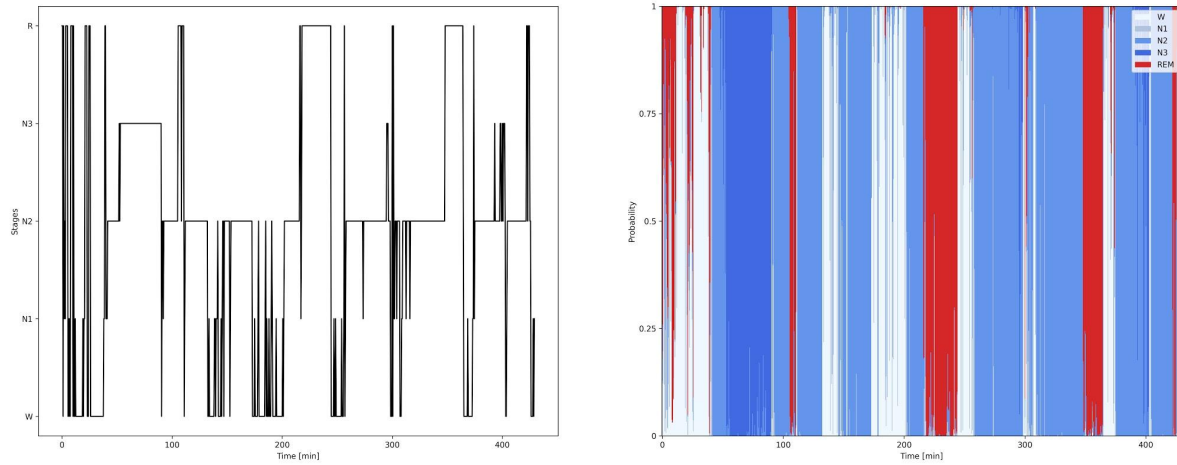 R
N3
N2
N1
W
Stages
0
100
200
300
400
Time [min]
1
0.75
0.5
0.25
0
Probability
W
N1
N2
N3
REM
0
100
200
300
400
Time [min]